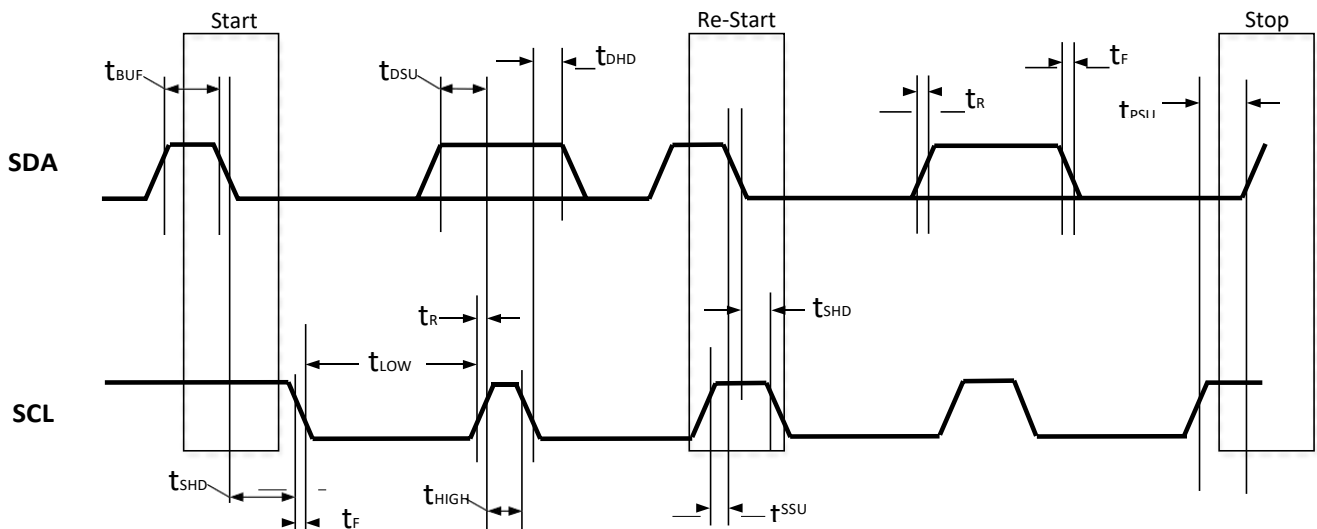 Start Re-Start Stop
tBUF tDSU tDHD tR tF tPSU
SDA
tR tLOW tSHD
SCL
tSHD tF tHIGH tSSU